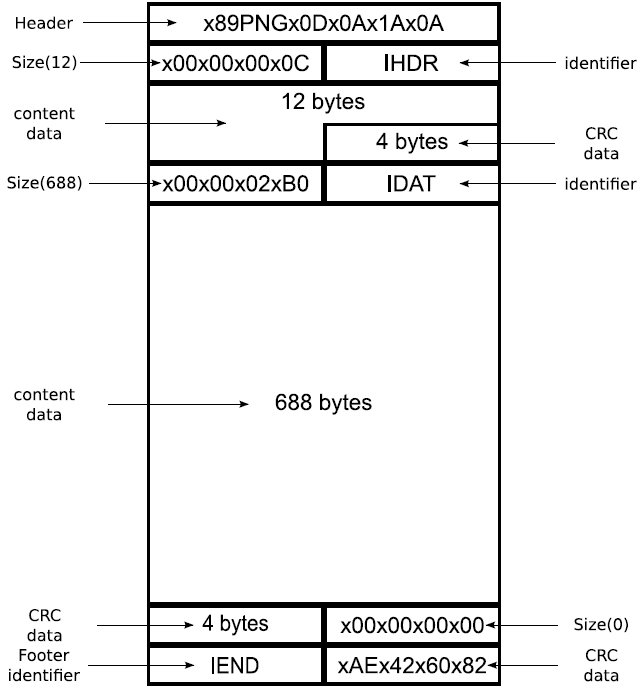 Header x89PNGx0Dx0Ax1Ax0A
Size(12) x00x00x00x0C IHDR identifier
12 bytes
content
data
4 bytes
CRC
data
Size(688) x00x00x02xB0 IDAT identifier
content
data
688 bytes
CRC
data
4 bytes x00x00x00x00 Size(0)
Footer
identifier
IEND xAEx42x60x82
CRC
data